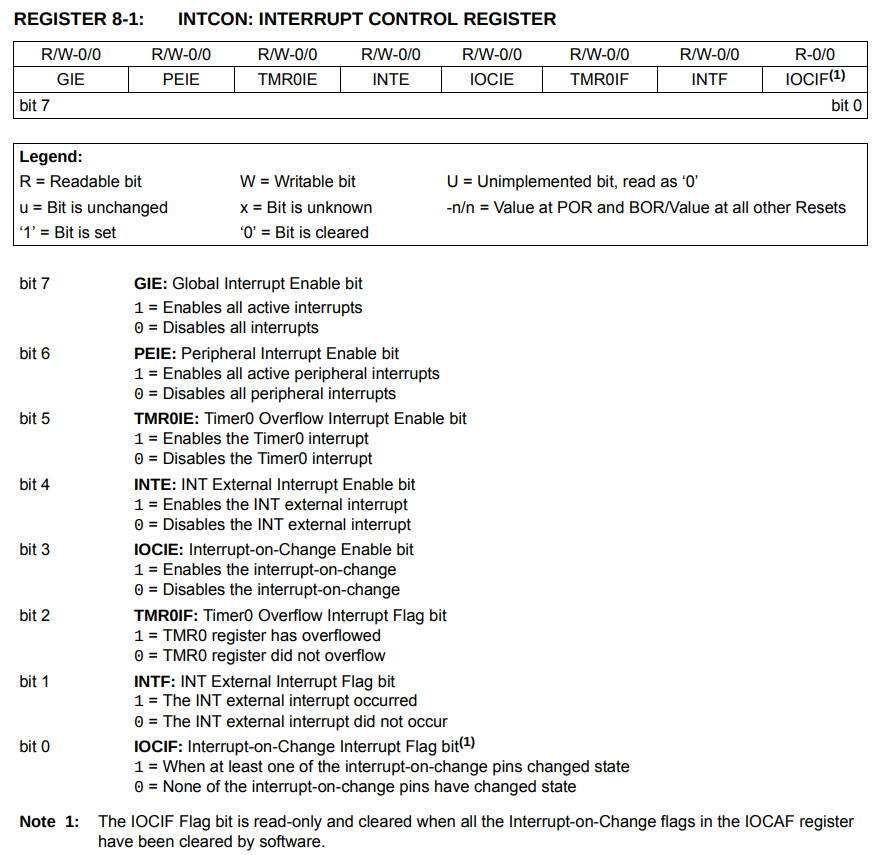 REGISTER 8-1: INTCON: INTERRUPT CONTROL REGISTER
R/W-0/0 R/W-0/0 R/W-0/0 R/W-0/0 R/W-0/0 R/W-0/0 R/W-0/0 R-0/0
GIE PEIE TMR0IE INTE IOCIE TMR0IF INTF IOCIF(1)
bit 7 bit 0
Legend:
R = Readable bit W = Writable bit U = Unimplemented bit, read as ‘0’
u = Bit is unchanged x = Bit is unknown -n/n = Value at POR and BOR/Value at all other Resets
‘1’ = Bit is set ‘0’ = Bit is cleared
bit 7 GIE: Global Interrupt Enable bit
1 = Enables all active interrupts
0 = Disables all interrupts
bit 6 PEIE: Peripheral Interrupt Enable bit
1 = Enables all active peripheral interrupts
0 = Disables all peripheral interrupts
bit 5 TMR0IE: Timer0 Overflow Interrupt Enable bit
1 = Enables the Timer0 interrupt
0 = Disables the Timer0 interrupt
bit 4 INTE: INT External Interrupt Enable bit
1 = Enables the INT external interrupt
0 = Disables the INT external interrupt
bit 3 IOCIE: Interrupt-on-Change Enable bit
1 = Enables the interrupt-on-change
0 = Disables the interrupt-on-change
bit 2 TMR0IF: Timer0 Overflow Interrupt Flag bit
1 = TMR0 register has overflowed
0 = TMR0 register did not overflow
bit 1 INTF: INT External Interrupt Flag bit
1 = The INT external interrupt occurred
0 = The INT external interrupt did not occur
bit 0 IOCIF: Interrupt-on-Change Interrupt Flag bit(1)
1 = When at least one of the interrupt-on-change pins changed state
0 = None of the interrupt-on-change pins have changed state
Note 1: The IOCIF Flag bit is read-only and cleared when all the Interrupt-on-Change flags in the IOCAF register
have been cleared by software.